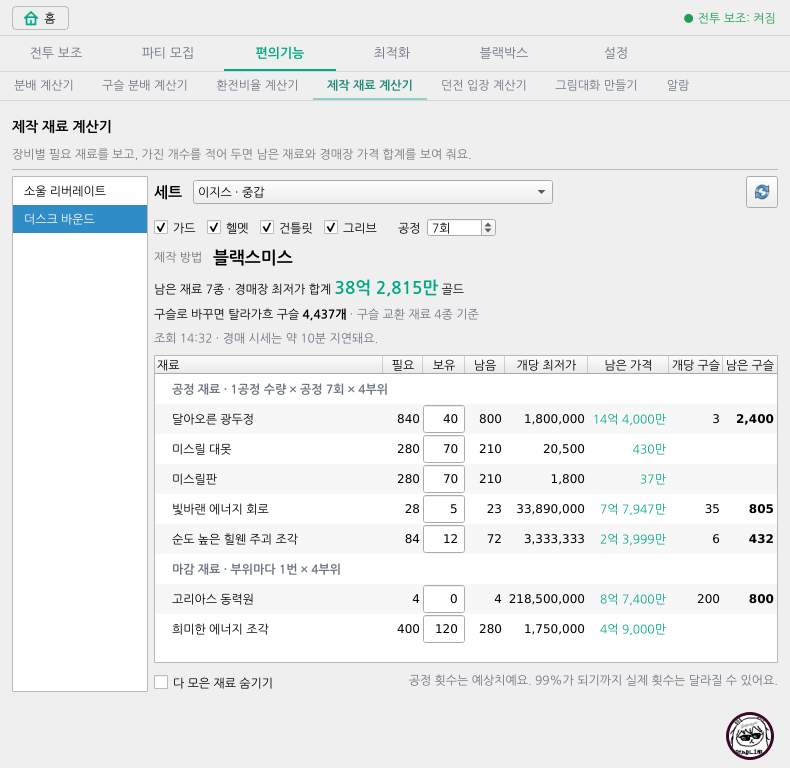 홈
● 전투 보조: 켜짐
전투 보조 파티 모집 편의기능 최적화 블랙박스 설정
분배 계산기 구슬 분배 계산기 환전비율 계산기 제작 재료 계산기 던전 입장 계산기 그림대화 만들기 알람
제작 재료 계산기
장비별 필요 재료를 보고, 가진 개수를 적어 두면 남은 재료와 경매장 가격 합계를 보여 줘요.
소울 리버레이트
더스크 바운드
세트 이지스 · 중갑
가드 헬멧 건틀릿 그리브 공정 7회
제작 방법 블랙스미스
남은 재료 7종 · 경매장 최저가 합계 38억 2,815만 골드
구슬로 바꾸면 탈라가흐 구슬 4,437개 · 구슬 교환 재료 4종 기준
조회 14:32 · 경매 시세는 약 10분 지연돼요.
재료 필요 보유 남음 개당 최저가 남은 가격 개당 구슬 남은 구슬
공정 재료 · 1공정 수량 × 공정 7회 × 4부위
달아오른 광두정 840 40 800 1,800,000 14억 4,000만 3 2,400
미스릴 대못 280 70 210 20,500 430만
미스릴판 280 70 210 1,800 37만
빛바랜 에너지 회로 28 5 23 33,890,000 7억 7,947만 35 805
순도 높은 힐웬 주괴 조각 84 12 72 3,333,333 2억 3,999만 6 432
마감 재료 · 부위마다 1번 × 4부위
고리아스 동력원 4 0 4 218,500,000 8억 7,400만 200 800
희미한 에너지 조각 400 120 280 1,750,000 4억 9,000만
다 모은 재료 숨기기
공정 횟수는 예상치예요. 99%가 되기까지 실제 횟수는 달라질 수 있어요.